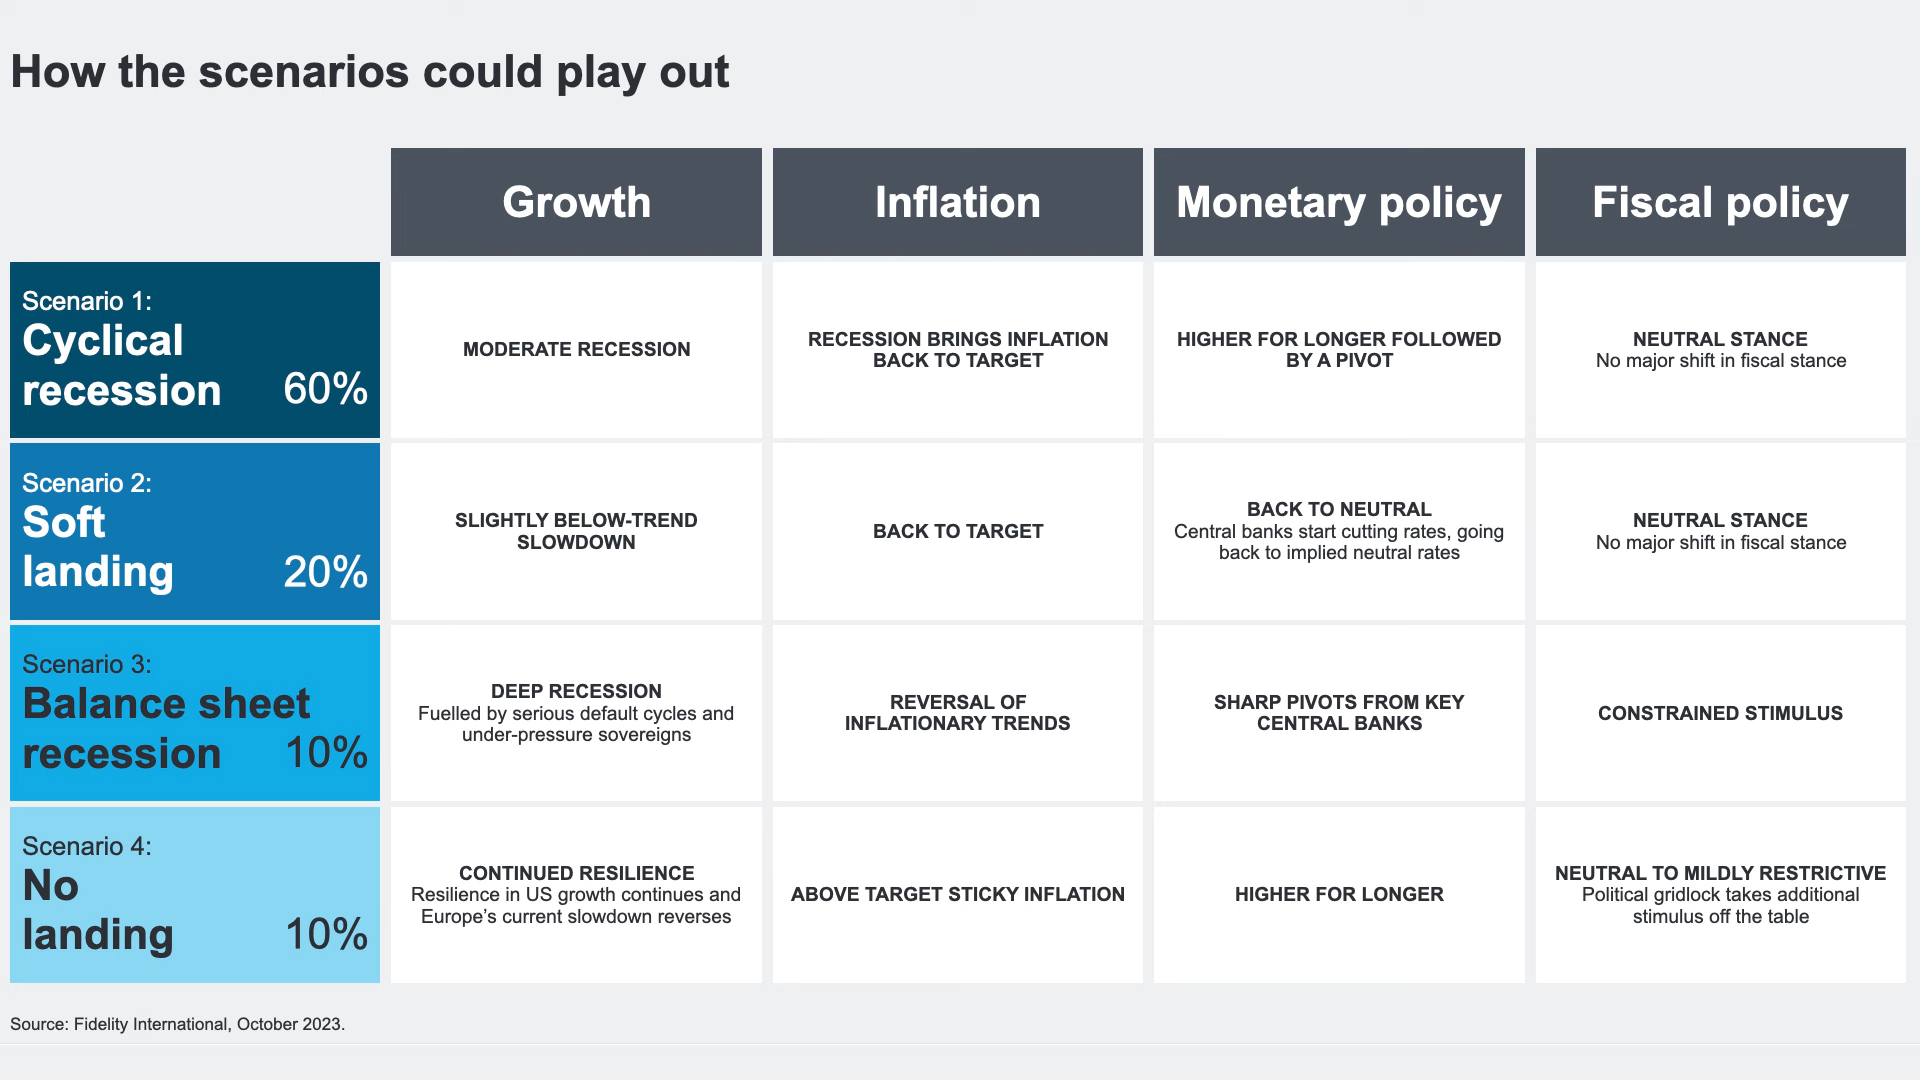 How the scenarios could play out
Growth
Inflation
Monetary policy
Fiscal policy
Scenario 1:
Cyclical
recession 60%
MODERATE RECESSION
RECESSION BRINGS INFLATION
BACK TO TARGET
HIGHER FOR LONGER FOLLOWED
BY A PIVOT
NEUTRAL STANCE
No major shift in fiscal stance
Scenario 2:
Soft
landing 20%
SLIGHTLY BELOW-TREND
SLOWDOWN
BACK TO TARGET
BACK TO NEUTRAL
Central banks start cutting rates, going
back to implied neutral rates
NEUTRAL STANCE
No major shift in fiscal stance
Scenario 3:
Balance sheet
recession 10%
DEEP RECESSION
Fuelled by serious default cycles and
under-pressure sovereigns
REVERSAL OF
INFLATIONARY TRENDS
SHARP PIVOTS FROM KEY
CENTRAL BANKS
CONSTRAINED STIMULUS
Scenario 4:
No
landing 10%
CONTINUED RESILIENCE
Resilience in US growth continues and
Europe’s current slowdown reverses
ABOVE TARGET STICKY INFLATION
HIGHER FOR LONGER
NEUTRAL TO MILDLY RESTRICTIVE
Political gridlock takes additional
stimulus off the table
Source: Fidelity International, October 2023.